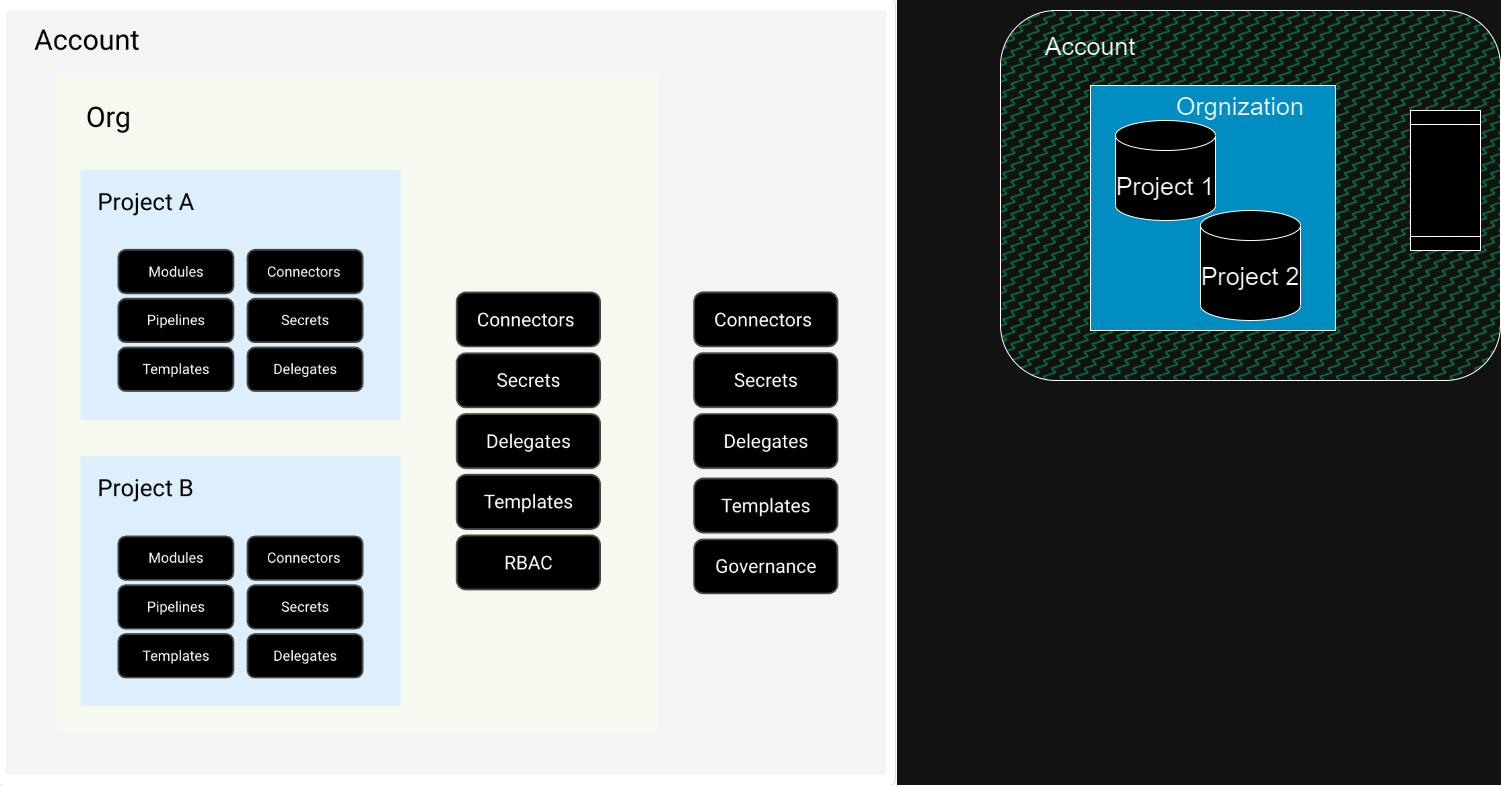 Account
Org
Project A
Modules Connectors
Pipelines Secrets
Templates Delegates
Project B
Modules Connectors
Pipelines Secrets
Templates Delegates
Connectors
Secrets
Delegates
Templates
RBAC
Connectors
Secrets
Delegates
Templates
Governance
Account
Orgnization
Project 1
Project 2